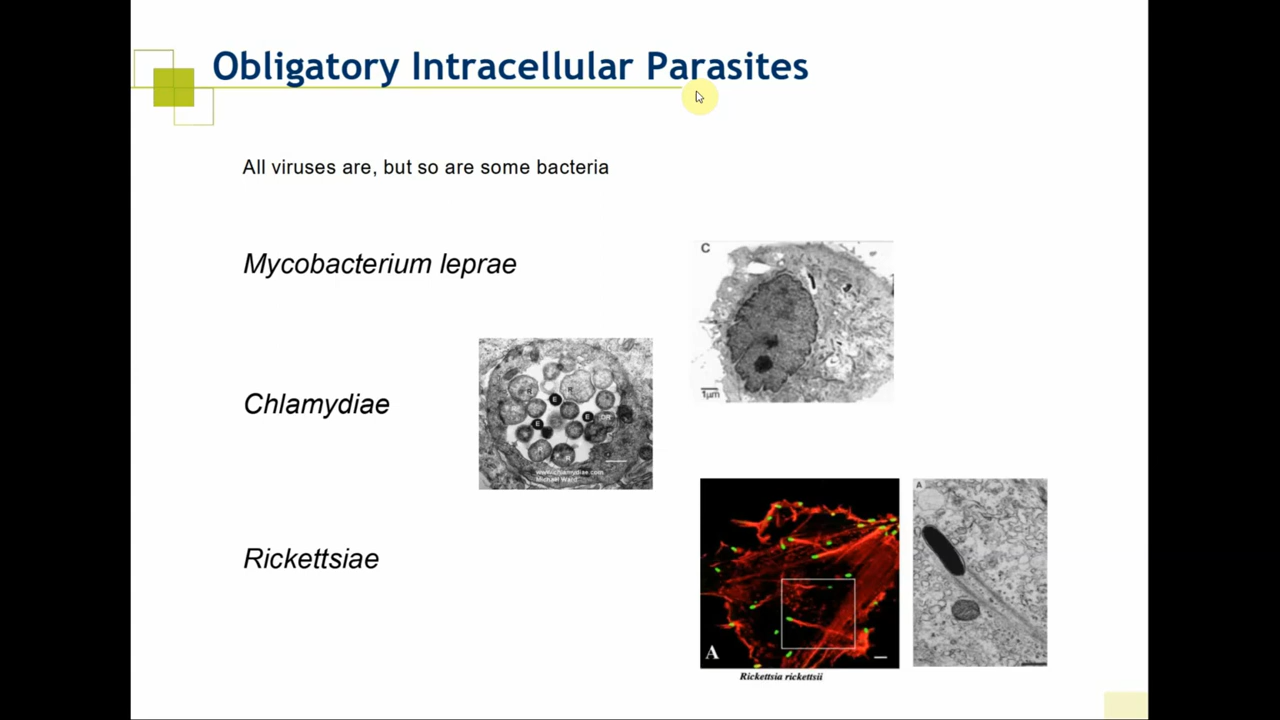 Obligatory Intracellular Parasites
All viruses are, but so are some bacteria
Mycobacterium leprae
C
1μm
Chlamydiae
R
R
E
E
E
R
R
www.chlamydiae.com
Michael Ward
Rickettsiae
A
A
Rickettsia rickettsii